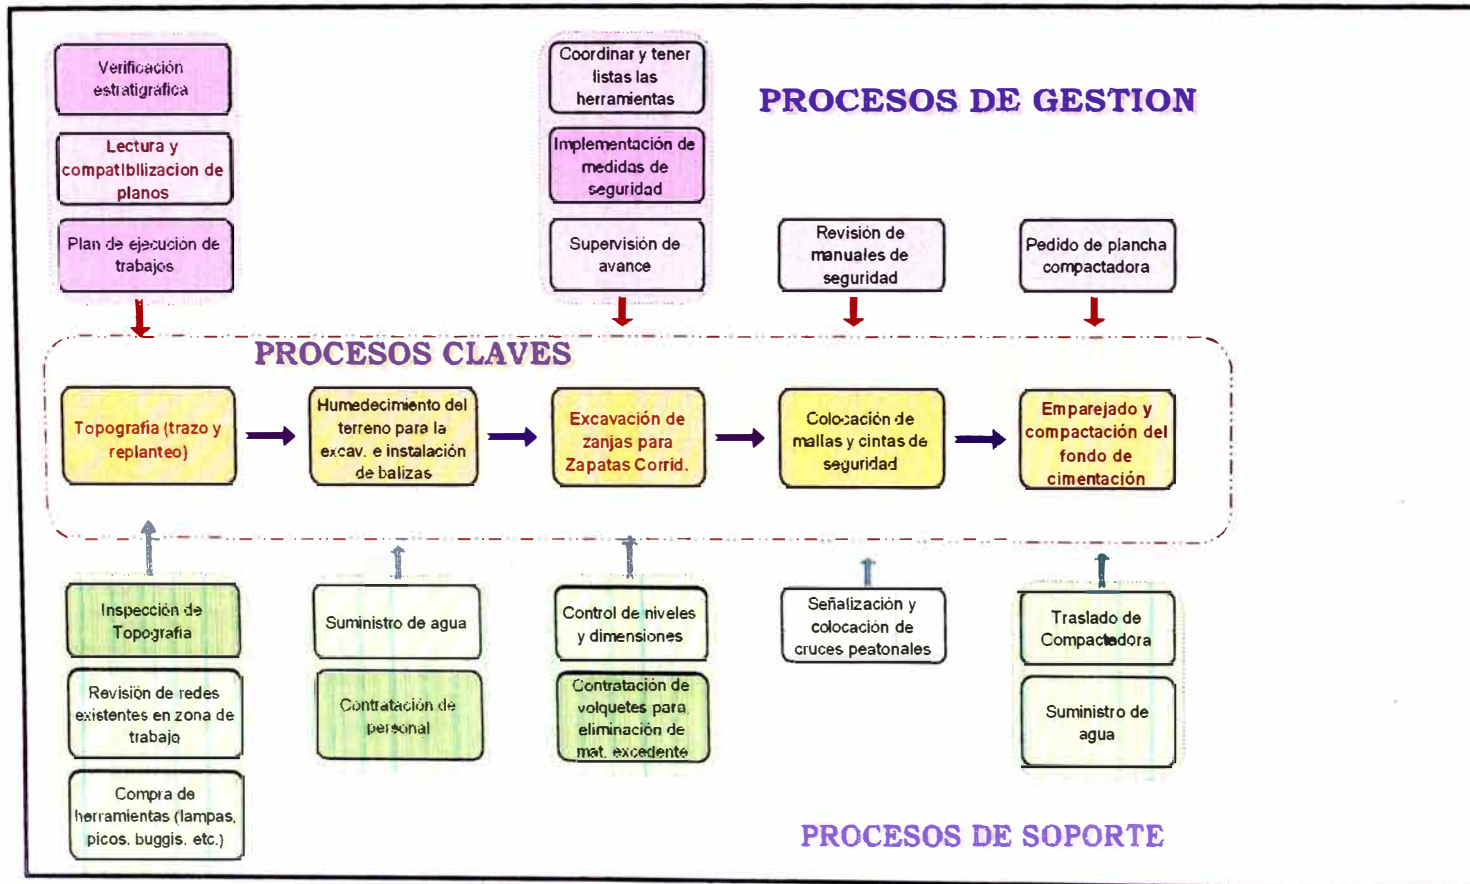 Verificación
estratigráfica
Lectura y
compatibilizacion de
planos
Plan de ejecución de
trabajos
Coordinar y tener
listas las
herramientas
Implementación de
medidas de
seguridad
Supervisión de
avance
PROCESOS DE GESTION
Revisión de
manuales de
seguridad
Pedido de plancha
compactadora
PROCESOS CLAVES
Topografía (trazo y
replanteo)
Humedecimiento del
terreno para la
excav. e instalación
de balizas
Excavación de
zanjas para
Zapatas Corrid.
Colocación de
mallas y cintas de
seguridad
Emparejado y
compactación del
fondo de
cimentación
Inspección de
Topografia
Revisión de redes
existentes en zona de
trabajo
Compra de
herramientas (lampas,
picos, buggis, etc.)
Suministro de agua
Contratación de
personal
Control de niveles
y dimensiones
Contratación de
volquetes para
eliminación de
mat. excedente
Señalización y
colocación de
cruces peatonales
Traslado de
Compactadora
Suministro de
agua
PROCESOS DE SOPORTE